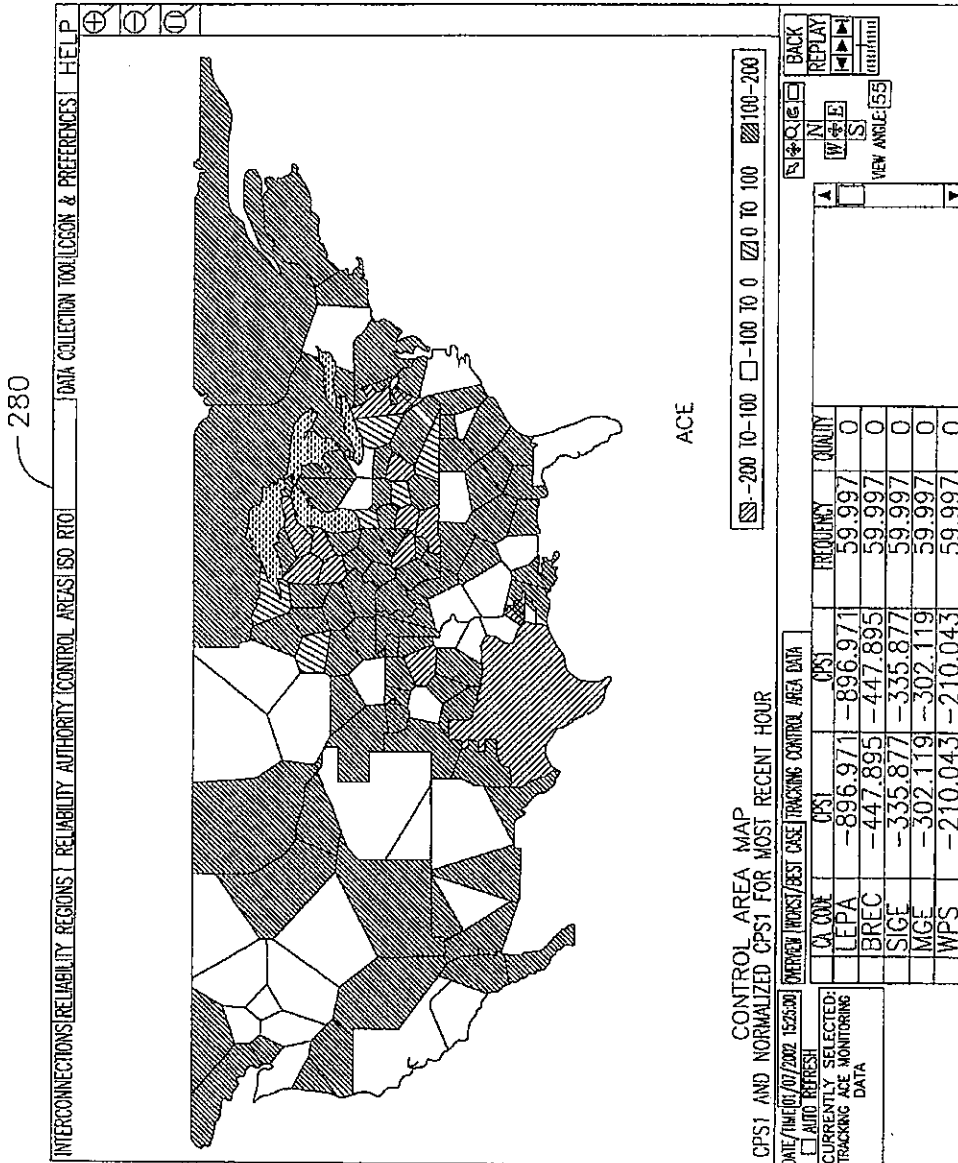 280
INTERCONNECTIONS RELIABILITY REGIONS RELIABILITY AUTHORITY CONTROL AREAS ISO RTO DATA COLLECTION TOOL LCGON & PREFERENCES HELP
ACE
-200 TO-100 -100 TO 0 0 TO 100 100-200
CONTROL AREA MAP
CPS1 AND NORMALIZED CPS1 FOR MOST RECENT HOUR
DATE/TIME 01/07/2002 15:25:00
AUTO REFRESH
CURRENTLY SELECTED:
TRACKING ACE MONITORING
DATA
OVERVIEW WORST/BEST CASE TRACKING CONTROL AREA DATA
CA CODE CPS1 CPS1 FREQUENCY QUALITY
LEPA -896.971 -896.971 59.997 0
BREC -447.895 -447.895 59.997 0
SIGE -335.877 -335.877 59.997 0
MGE -302.119 -302.119 59.997 0
WPS -210.043 -210.043 59.997 0
BACK
REPLAY
N
W E
S
VIEW ANGLE: 55